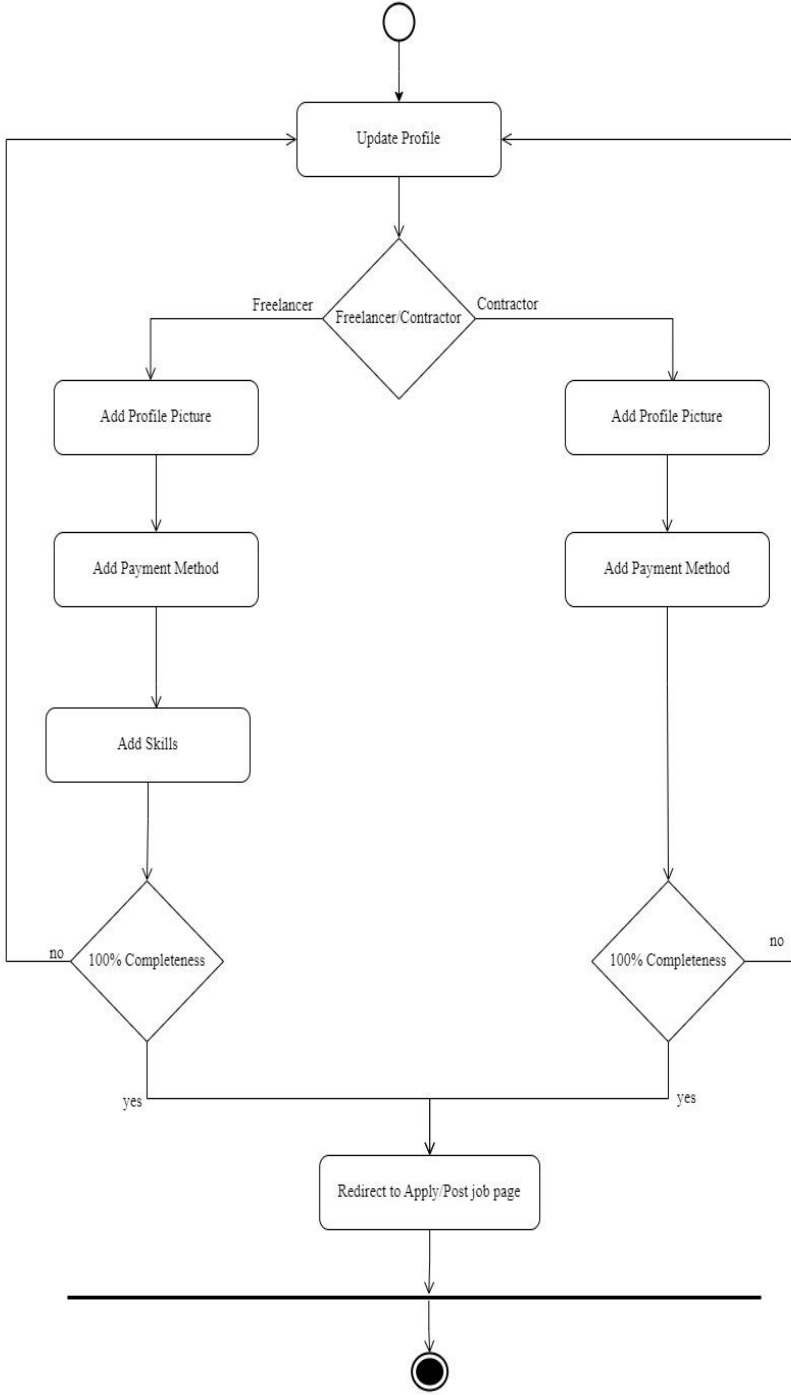 Update Profile
Freelancer
Freelancer/Contractor
Contractor
Add Profile Picture
Add Profile Picture
Add Payment Method
Add Payment Method
Add Skills
no
100% Completeness
100% Completeness
no
yes
yes
Redirect to Apply/Post job page